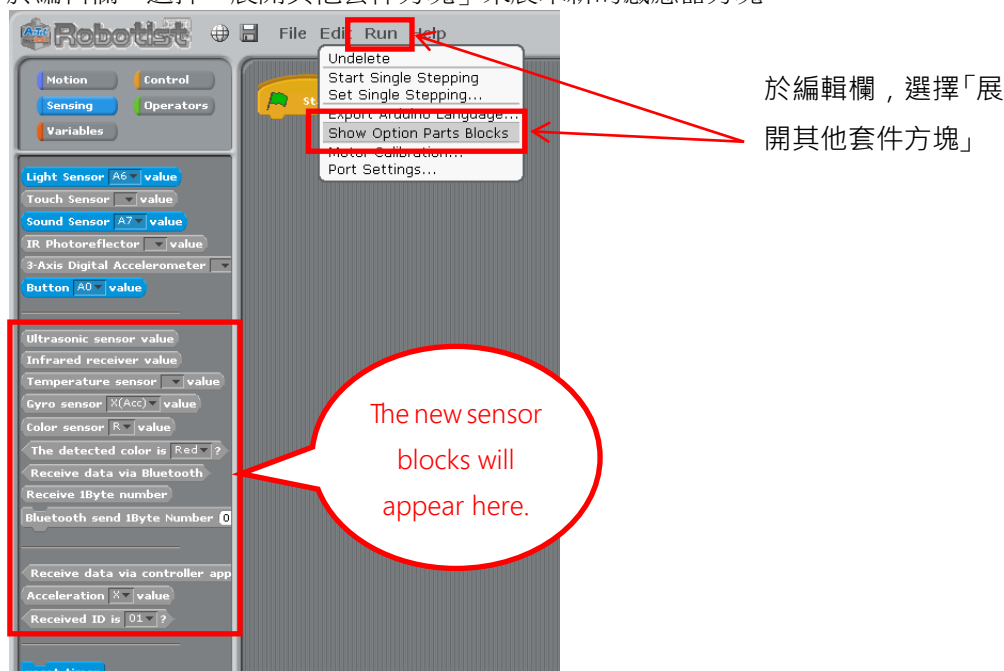 Robotist
File Edit Run Help
Undelete
Start Single Stepping
Set Single Stepping...
Export Arduino Language...
Show Option Parts Blocks
Motor Calibration...
Port Settings...
於編輯欄，選擇「展
開其他套件方塊」
Motion Control
Sensing Operators
Variables
Light Sensor A6 value
Touch Sensor value
Sound Sensor A7 value
IR Photoreflector value
3-Axis Digital Accelerometer
Button A0 value
Ultrasonic sensor value
Infrared receiver value
Temperature sensor value
Gyro sensor X(Acc) value
Color sensor R value
The detected color is Red ?
Receive data via Bluetooth
Receive 1Byte number
Bluetooth send 1Byte Number 0
Receive data via controller app
Acceleration X value
Received ID is 01 ?
The new sensor
blocks will
appear here.